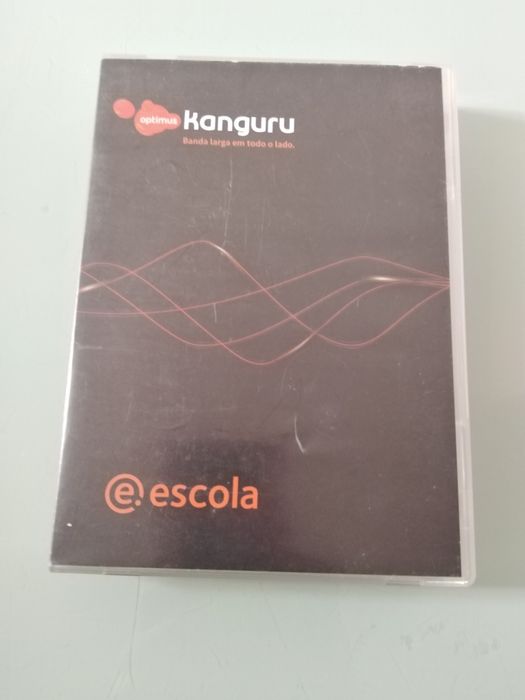 optimus kanguru
Banda larga em todo o lado.
e. escola